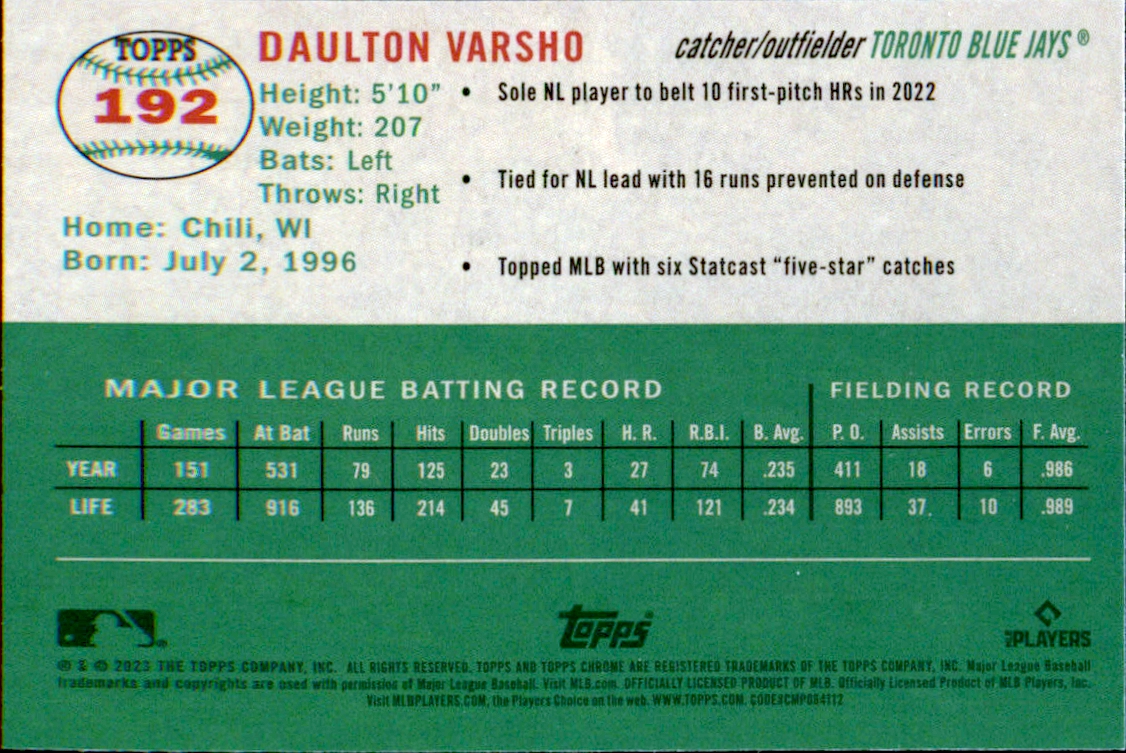 TOPPS
192
DAULTON VARSHO
catcher/outfielder TORONTO BLUE JAYS ®
Height: 5'10"
Weight: 207
Bats: Left
Throws: Right
Home: Chili, WI
Born: July 2, 1996
• Sole NL player to belt 10 first-pitch HRs in 2022
• Tied for NL lead with 16 runs prevented on defense
• Topped MLB with six Statcast “five-star” catches
MAJOR LEAGUE BATTING RECORD FIELDING RECORD
Games At Bat Runs Hits Doubles Triples H. R. R.B.I. B. Avg. P. O. Assists Errors F. Avg.
YEAR 151 531 79 125 23 3 27 74 .235 411 18 6 .986
LIFE 283 916 136 214 45 7 41 121 .234 893 37. 10 .989
topps
MLB PLAYERS
® & © 2023 THE TOPPS COMPANY, INC. ALL RIGHTS RESERVED. TOPPS AND TOPPS CHROME ARE REGISTERED TRADEMARKS OF THE TOPPS COMPANY, INC. Major League Baseball
trademarks and copyrights are used with permission of Major League Baseball. Visit MLB.com. OFFICIALLY LICENSED PRODUCT OF MLB. Officially Licensed Product of MLB Players, Inc.
Visit MLBPLAYERS.COM, the Players Choice on the web. WWW.TOPPS.COM. CODE#CMP084112